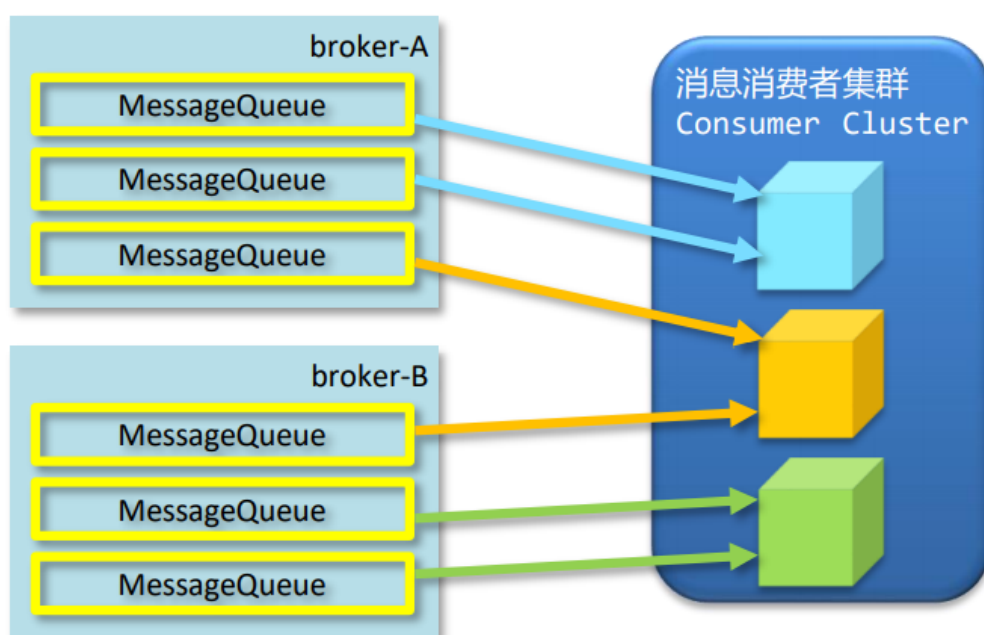 broker-A
MessageQueue
MessageQueue
MessageQueue
broker-B
MessageQueue
MessageQueue
MessageQueue
消息消费者集群
Consumer Cluster